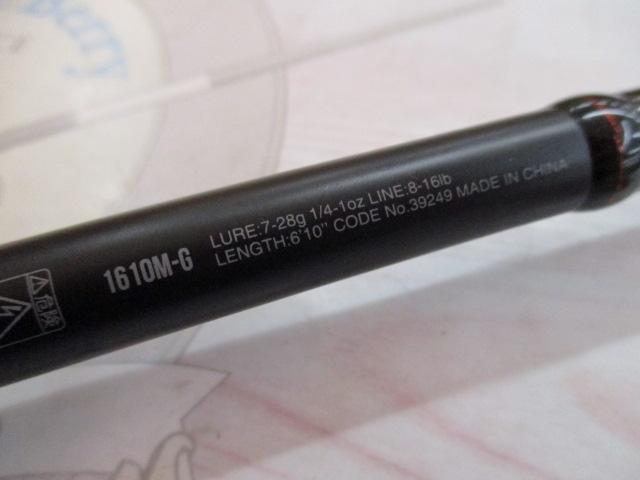 Berry
1610M-G
LURE:7-28g 1/4-1oz LINE:8-16lb
LENGTH:6'10" CODE No.39249 MADE IN CHINA
危険